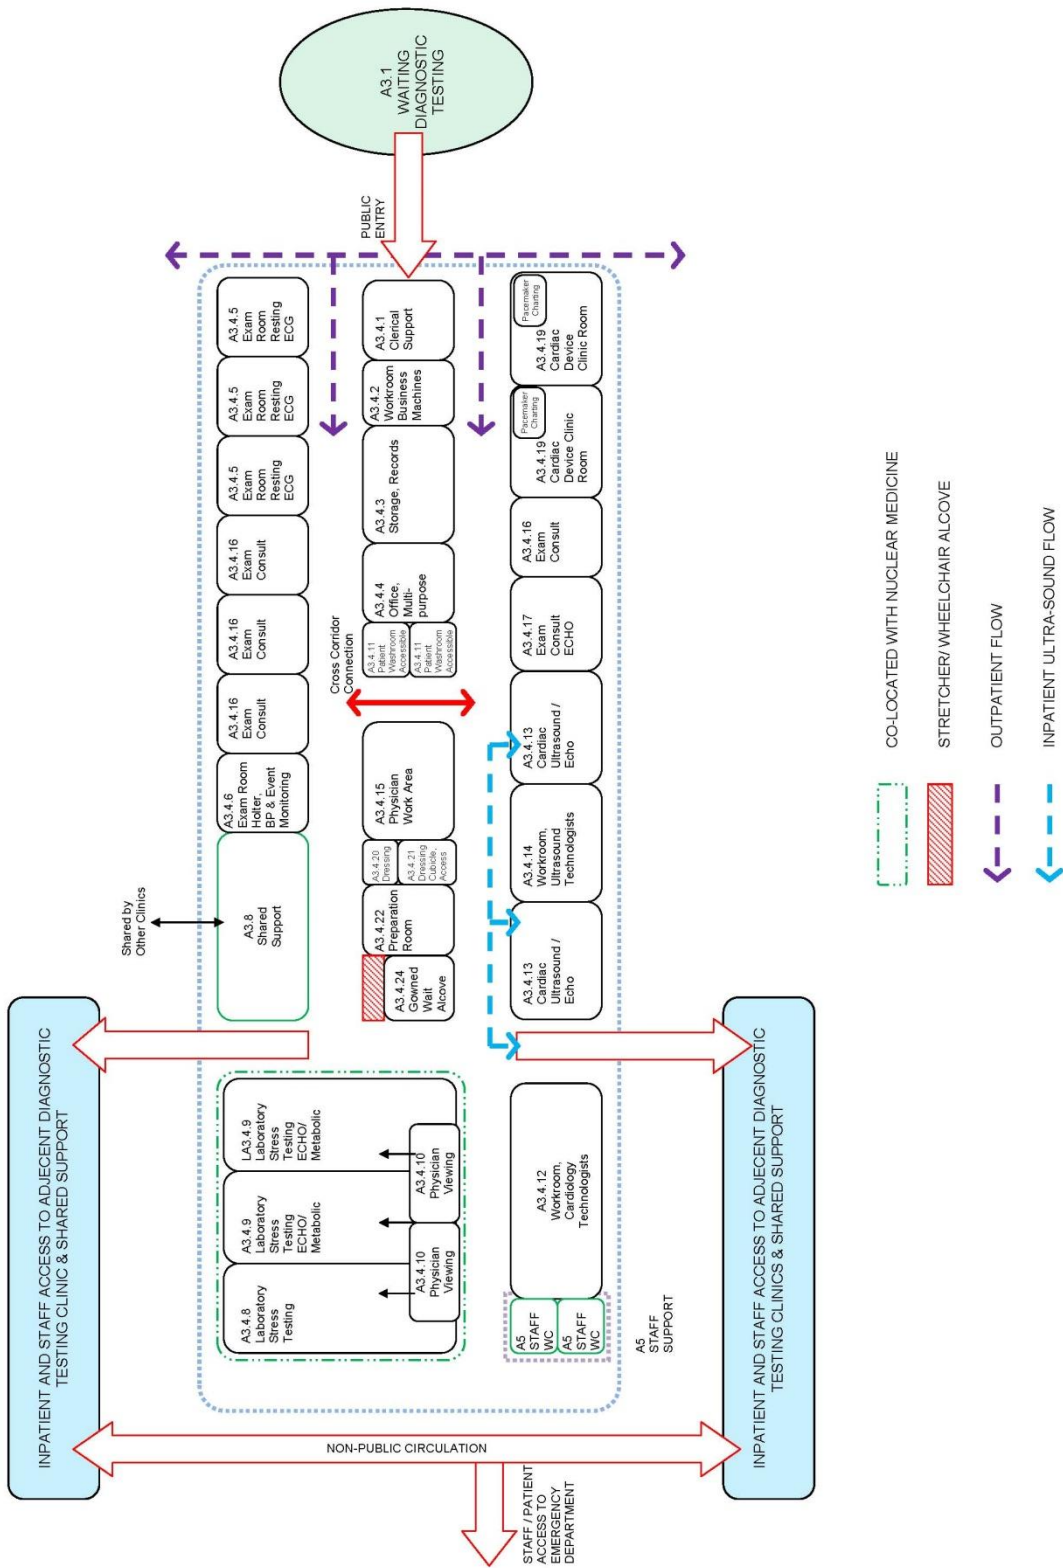 INPATIENT AND STAFF ACCESS TO ADJECENT DIAGNOSTIC
TESTING CLINIC & SHARED SUPPORT
Shared by
Other Clinics
A3.4.8
Laboratory
Stress
Testing
A3.4.9
Laboratory
Stress
Testing
ECHO/
Metabolic
LA3.4.9
Laboratory
Stress
Testing
ECHO/
Metabolic
A3.4.10
Physician
Viewing
A3.4.10
Physician
Viewing
A3.8
Shared
Support
A3.4.6
Exam Room
Holter,
BP & Event
Monitoring
A3.4.16
Exam
Consult
A3.4.16
Exam
Consult
A3.4.16
Exam
Consult
A3.4.5
Exam
Room
Resting
ECG
A3.4.5
Exam
Room
Resting
ECG
A3.4.5
Exam
Room
Resting
ECG
Cross Corridor
Connection
PUBLIC
ENTRY
A3.1
WAITING
DIAGNOSTIC
TESTING
NON-PUBLIC CIRCULATION
STAFF / PATIENT
ACCESS TO
EMERGENCY
DEPARTMENT
A3.4.24
Gowned
Wait
Alcove
A3.4.22
Preparation
Room
A3.4.20
Dressing
A3.4.21
Dressing
Cubicle,
Access
A3.4.15
Physician
Work Area
A3.4.11
Patient
Washroom
Accessible
A3.4.11
Patient
Washroom
Accessible
A3.4.4
Office,
Multi-
purpose
A3.4.3
Storage, Records
A3.4.2
Workroom
Business
Machines
A3.4.1
Clerical
Support
A5
STAFF
WC
A5
STAFF
WC
A5
STAFF
SUPPORT
A3.4.12
Workroom,
Cardiology
Technologists
A3.4.13
Cardiac
Ultrasound /
Echo
A3.4.14
Workroom,
Ultrasound
Technologists
A3.4.13
Cardiac
Ultrasound /
Echo
A3.4.17
Exam
Consult
ECHO
A3.4.16
Exam
Consult
Pacemaker
Charting
A3.4.19
Cardiac
Device Clinic
Room
Pacemaker
Charting
A3.4.19
Cardiac
Device
Clinic Room
INPATIENT AND STAFF ACCESS TO ADJECENT DIAGNOSTIC
TESTING CLINICS & SHARED SUPPORT
CO-LOCATED WITH NUCLEAR MEDICINE
STRETCHER/ WHEELCHAIR ALCOVE
OUTPATIENT FLOW
INPATIENT ULTRA-SOUND FLOW